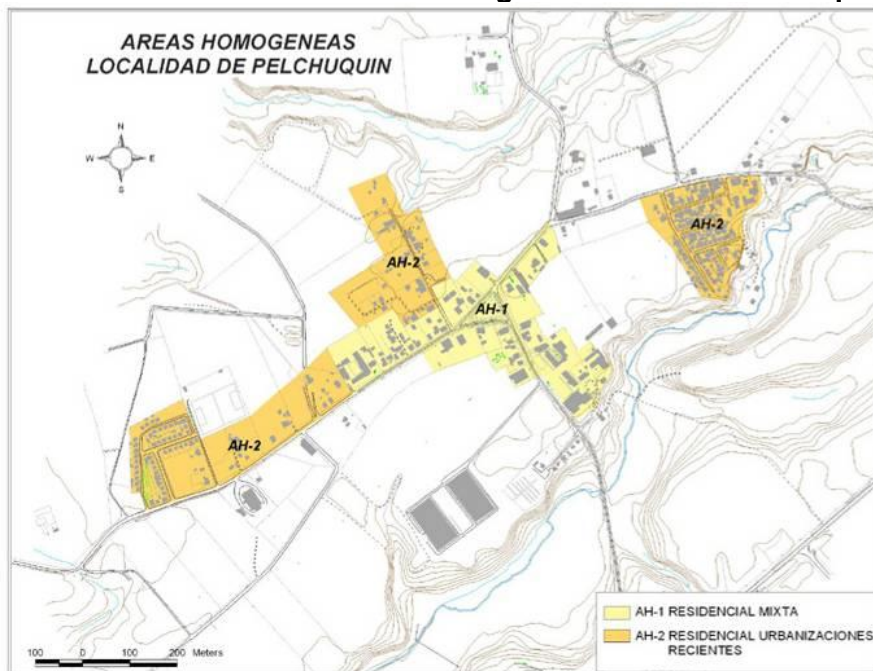 AREAS HOMOGENEAS
LOCALIDAD DE PELCHUQUIN
N
W E
S
AH-2
AH-2
AH-1
AH-2
AH-1 RESIDENCIAL MIXTA
AH-2 RESIDENCIAL URBANIZACIONES
RECIENTES
100 0 100 200 Meters